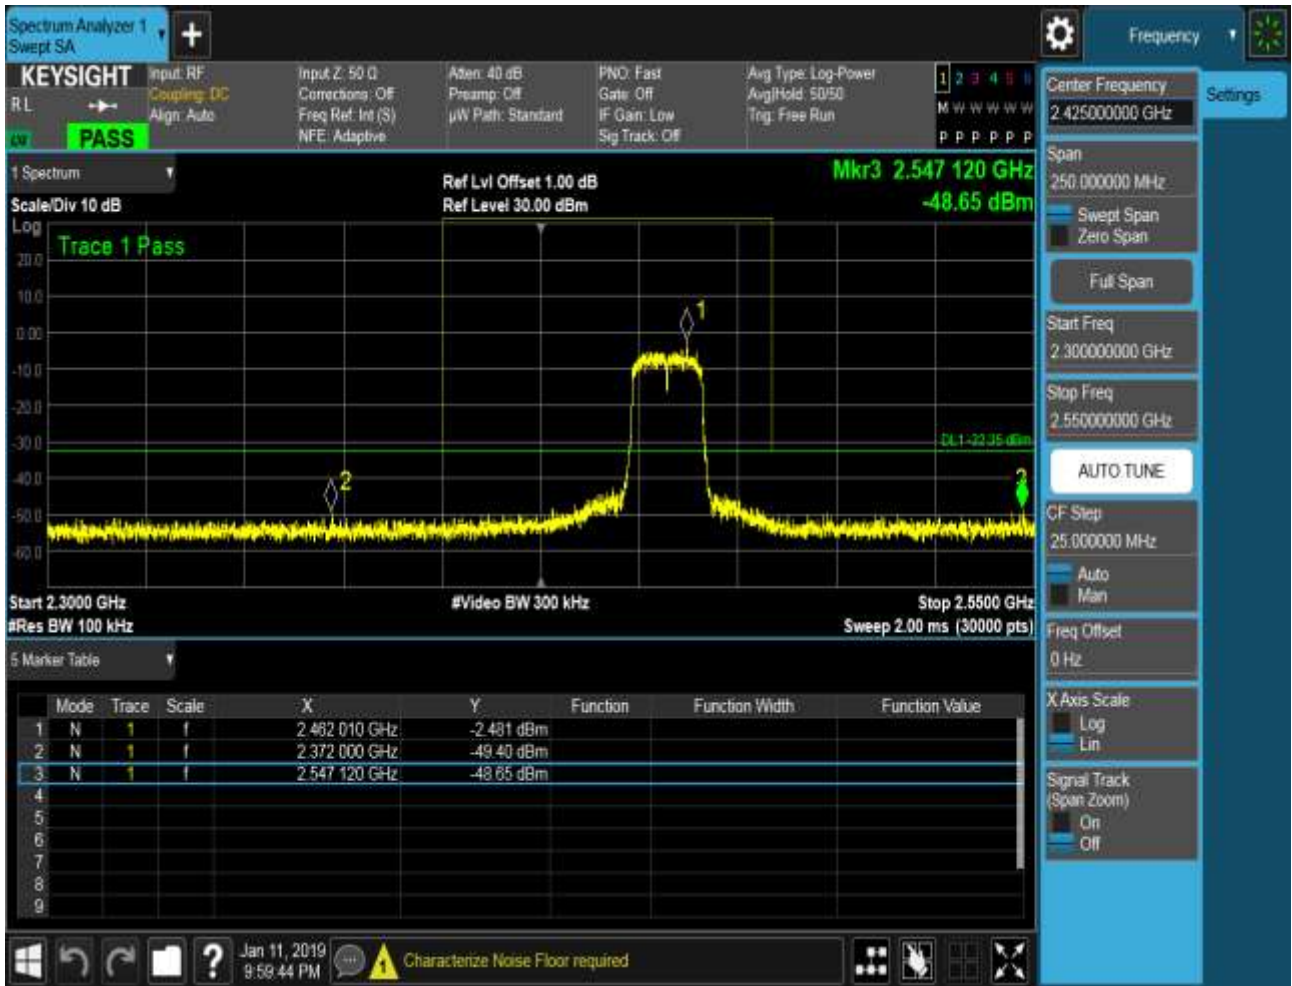 Spectrum Analyzer 1
Swept SA
Frequency
KEYSIGHT
RL
PASS
Input: RF
Coupling: DC
Align: Auto
Input Z: 50 Ω
Corrections: Off
Freq Ref: Int (S)
NFE: Adaptive
Atten: 40 dB
Preamp: Off
µW Path: Standard
PNO: Fast
Gate: Off
IF Gain: Low
Sig Track: Off
Avg Type: Log-Power
Avg|Hold: 50/50
Trig: Free Run
1 2 3 4 5 6
M W W W W W
P P P P P P
1 Spectrum
Scale/Div 10 dB
Ref Lvl Offset 1.00 dB
Ref Level 30.00 dBm
Mkr3 2.547 120 GHz
-48.65 dBm
Log
Trace 1 Pass
20.0
10.0
0.00
-10.0
-20.0
-30.0
-40.0
-50.0
-60.0
1
2
3
DL1 -32.35 dBm
Start 2.3000 GHz
#Video BW 300 kHz
Stop 2.5500 GHz
#Res BW 100 kHz
Sweep 2.00 ms (30000 pts)
5 Marker Table
Mode Trace Scale X Y Function Function Width Function Value
1 N 1 f 2.462 010 GHz -2.481 dBm
2 N 1 f 2.372 000 GHz -49.40 dBm
3 N 1 f 2.547 120 GHz -48.65 dBm
4
5
6
7
8
9
Center Frequency
2.425000000 GHz
Settings
Span
250.000000 MHz
Swept Span
Zero Span
Full Span
Start Freq
2.300000000 GHz
Stop Freq
2.550000000 GHz
AUTO TUNE
CF Step
25.000000 MHz
Auto
Man
Freq Offset
0 Hz
X Axis Scale
Log
Lin
Signal Track
(Span Zoom)
On
Off
?
Jan 11, 2019
9:59:44 PM
1
Characterize Noise Floor required